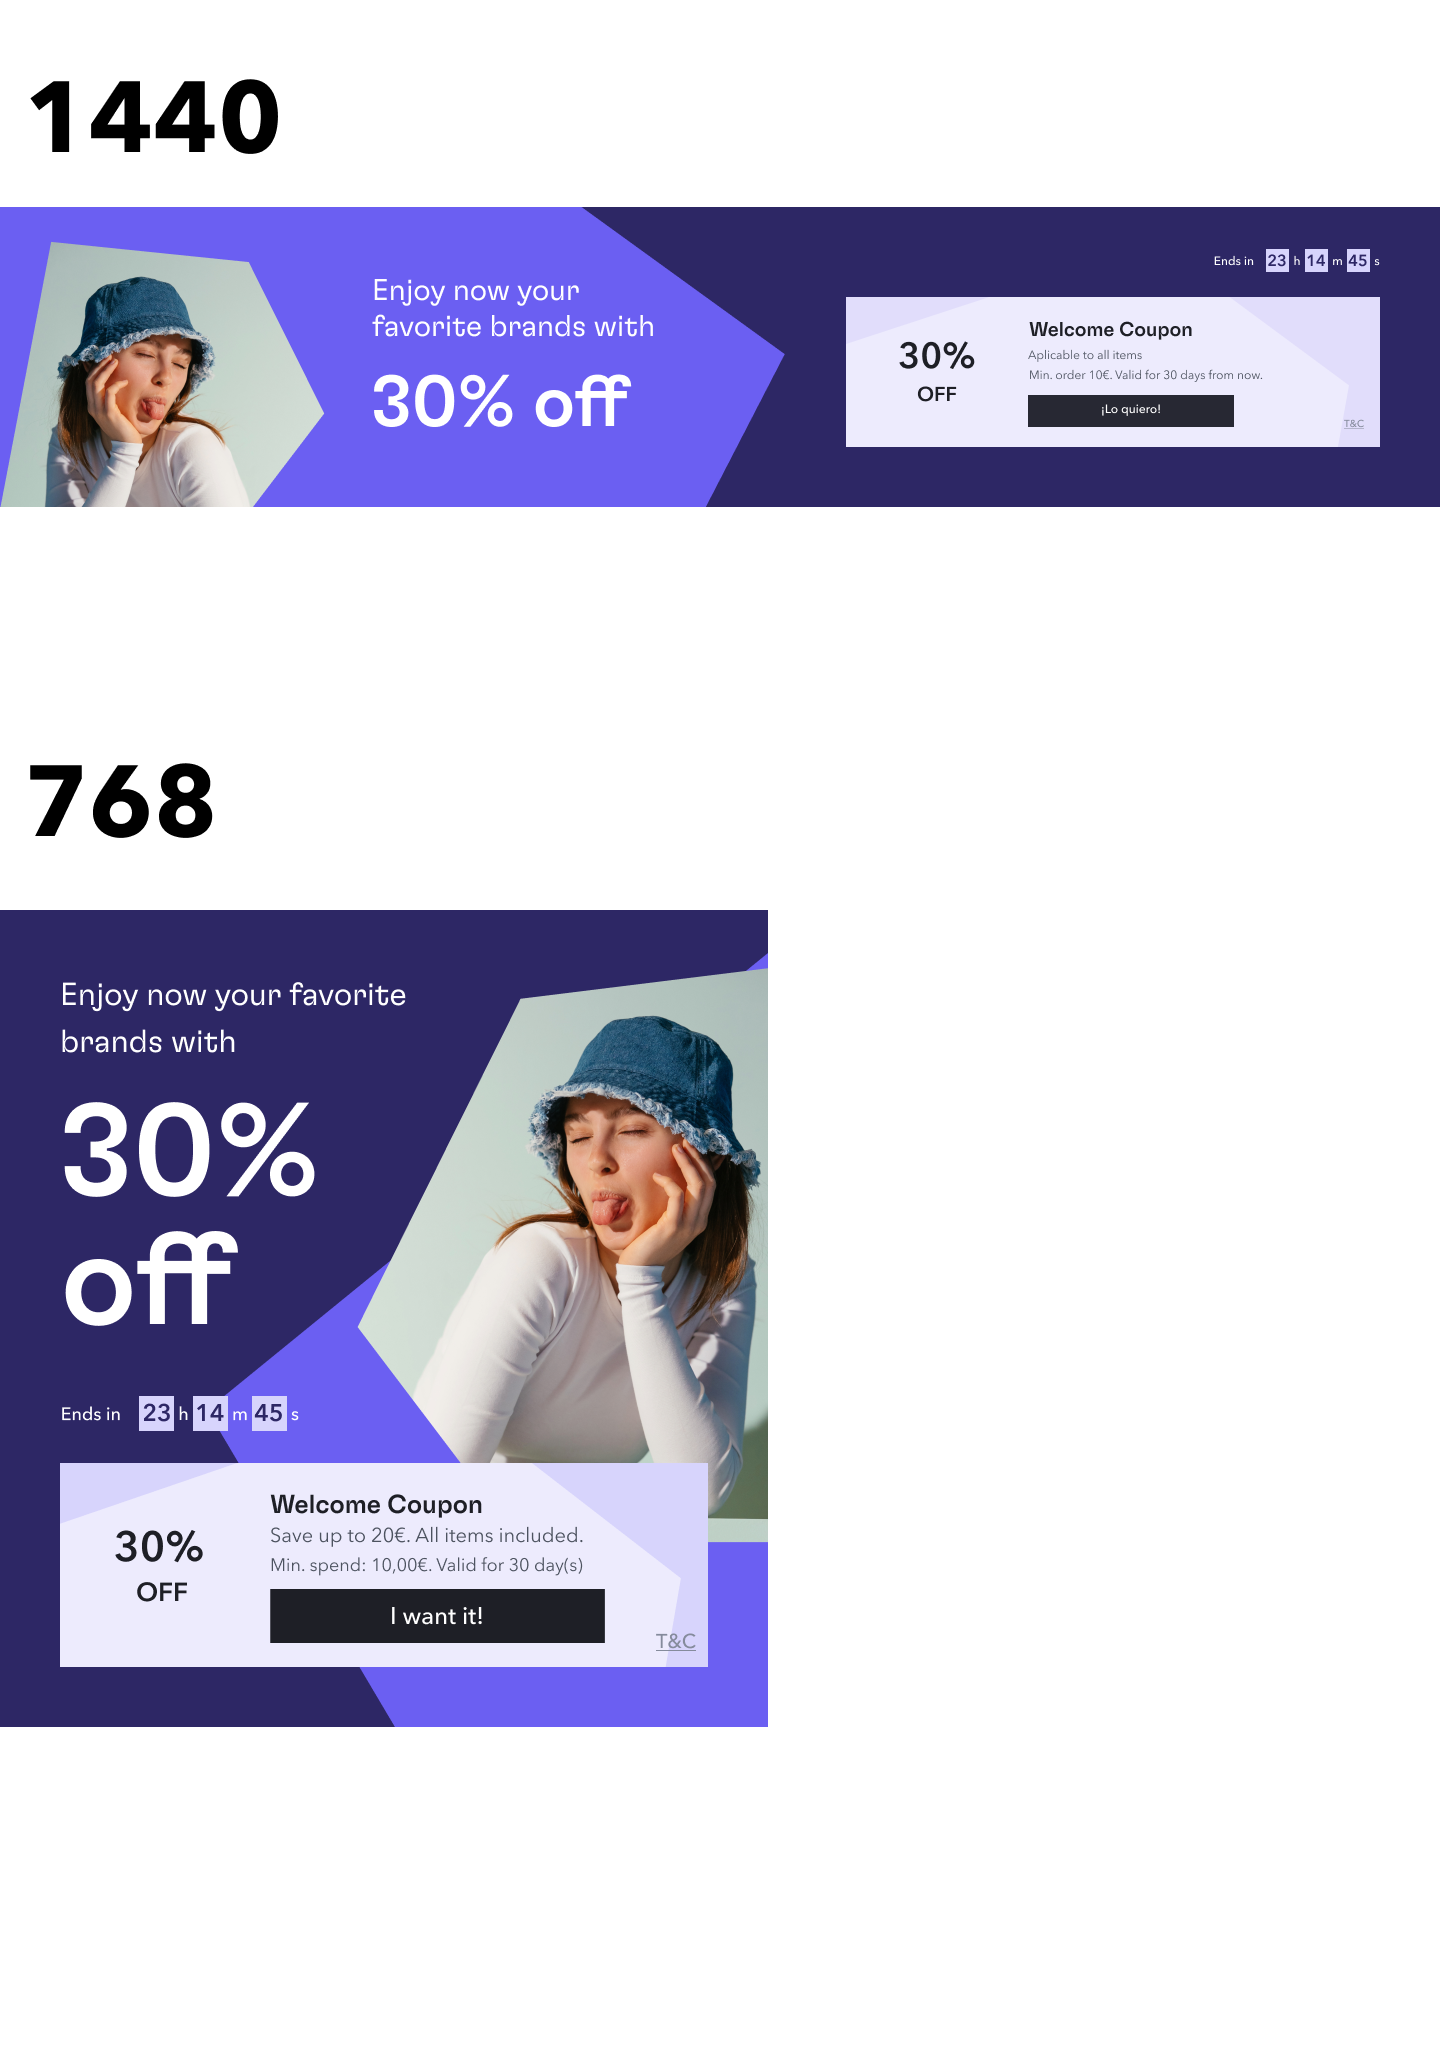 1440
Enjoy now your
favorite brands with
30% off
Ends in 23 h 14 m 45 s
30%
OFF
Welcome Coupon
Aplicable to all items
Min. order 10€. Valid for 30 days from now.
¡Lo quiero!
T&C
768
Enjoy now your favorite
brands with
30%
off
Ends in 23 h 14 m 45 s
30%
OFF
Welcome Coupon
Save up to 20€. All items included.
Min. spend: 10,00€. Valid for 30 day(s)
I want it!
T&C